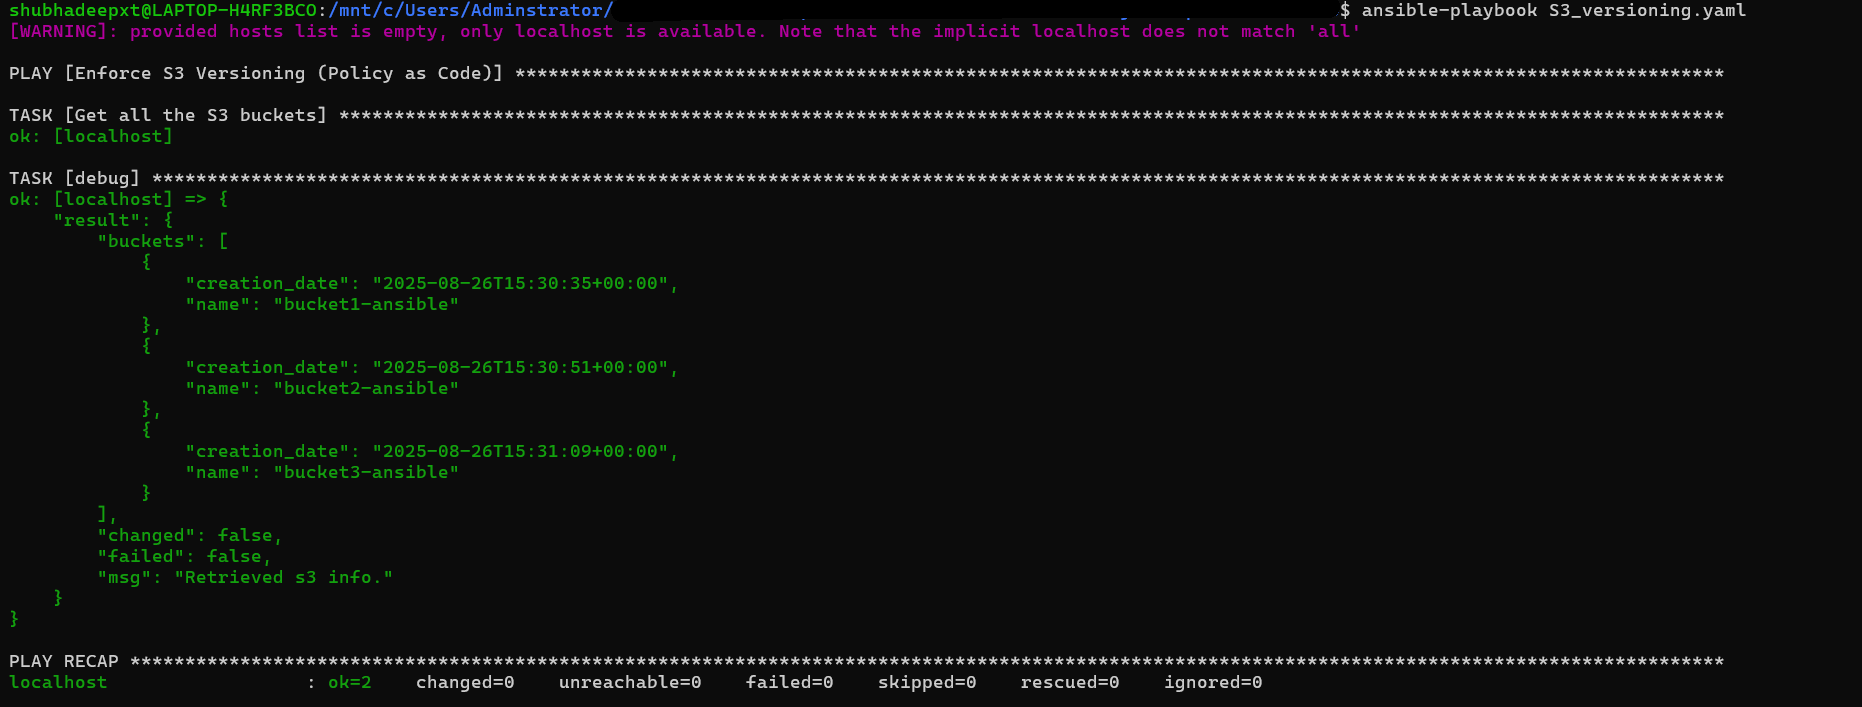 shubhadeepxt@LAPTOP-H4RF3BCO:/mnt/c/Users/Adminstrator/ $ ansible-playbook S3_versioning.yaml
[WARNING]: provided hosts list is empty, only localhost is available. Note that the implicit localhost does not match 'all'
PLAY [Enforce S3 Versioning (Policy as Code)] **************************************************************************************************************
TASK [Get all the S3 buckets] ******************************************************************************************************************************
ok: [localhost]
TASK [debug] ***********************************************************************************************************************************************
ok: [localhost] => {
    "result": {
        "buckets": [
            {
                "creation_date": "2025-08-26T15:30:35+00:00",
                "name": "bucket1-ansible"
            },
            {
                "creation_date": "2025-08-26T15:30:51+00:00",
                "name": "bucket2-ansible"
            },
            {
                "creation_date": "2025-08-26T15:31:09+00:00",
                "name": "bucket3-ansible"
            }
        ],
        "changed": false,
        "failed": false,
        "msg": "Retrieved s3 info."
    }
}
PLAY RECAP *************************************************************************************************************************************************
localhost                  : ok=2    changed=0    unreachable=0    failed=0    skipped=0    rescued=0    ignored=0